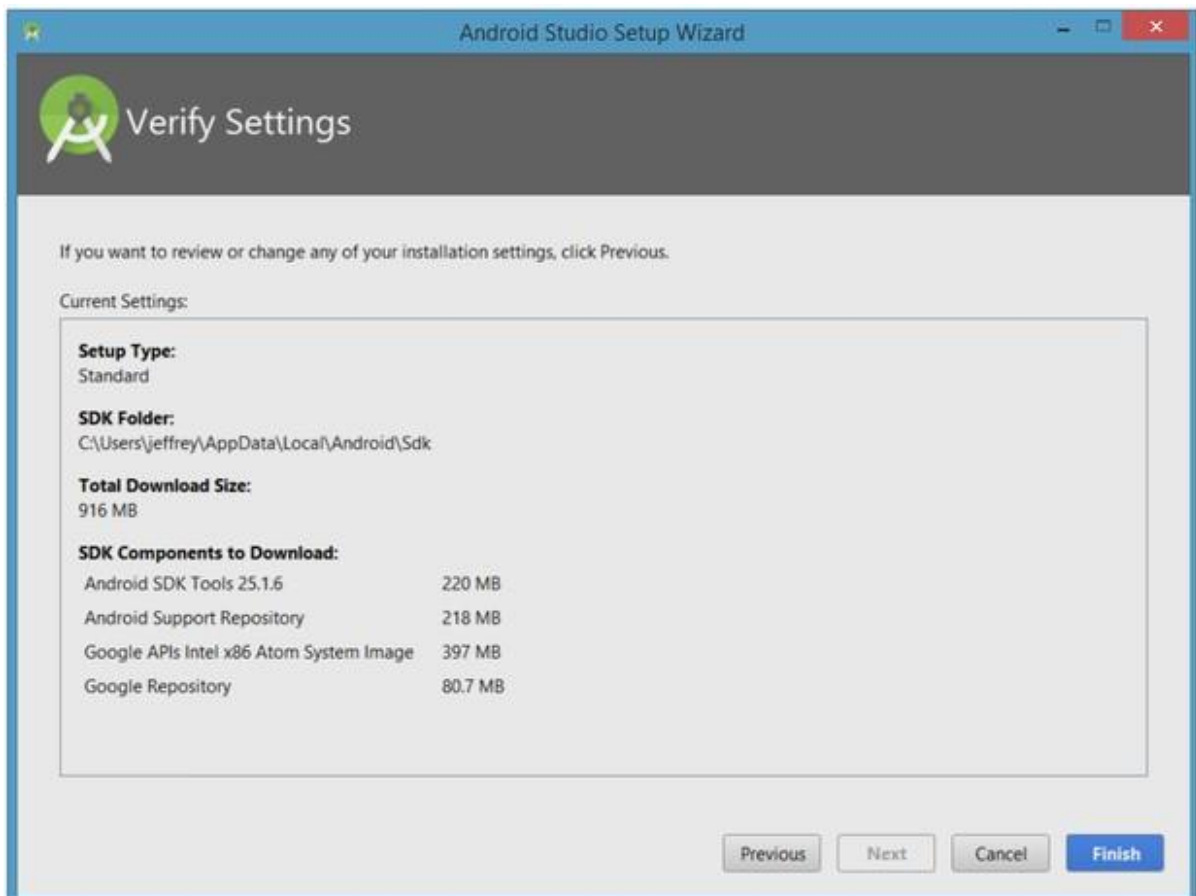 Android Studio Setup Wizard
Verify Settings
If you want to review or change any of your installation settings, click Previous.
Current Settings:
Setup Type:
Standard
SDK Folder:
C:\Users\jeffrey\AppData\Local\Android\Sdk
Total Download Size:
916 MB
SDK Components to Download:
Android SDK Tools 25.1.6 220 MB
Android Support Repository 218 MB
Google APIs Intel x86 Atom System Image 397 MB
Google Repository 80.7 MB
Previous Next Cancel Finish